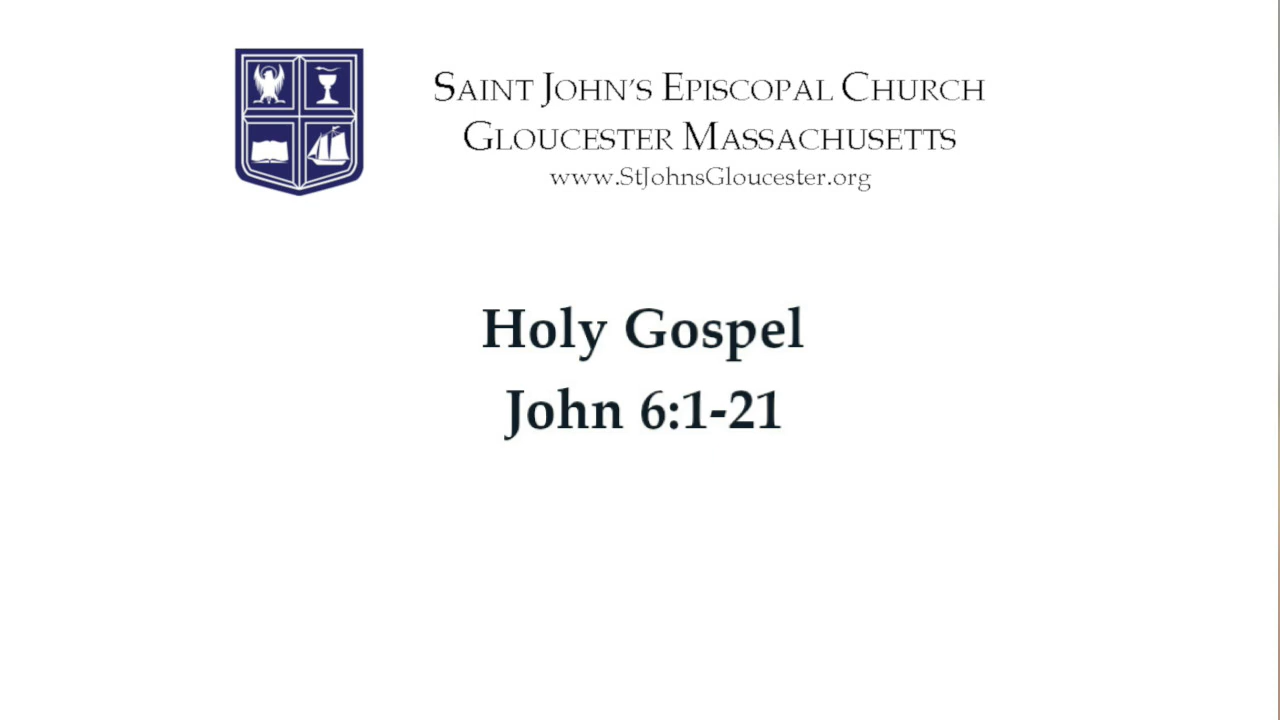 Saint John's Episcopal Church
Gloucester Massachusetts
www.StJohnsGloucester.org
Holy Gospel
John 6:1-21